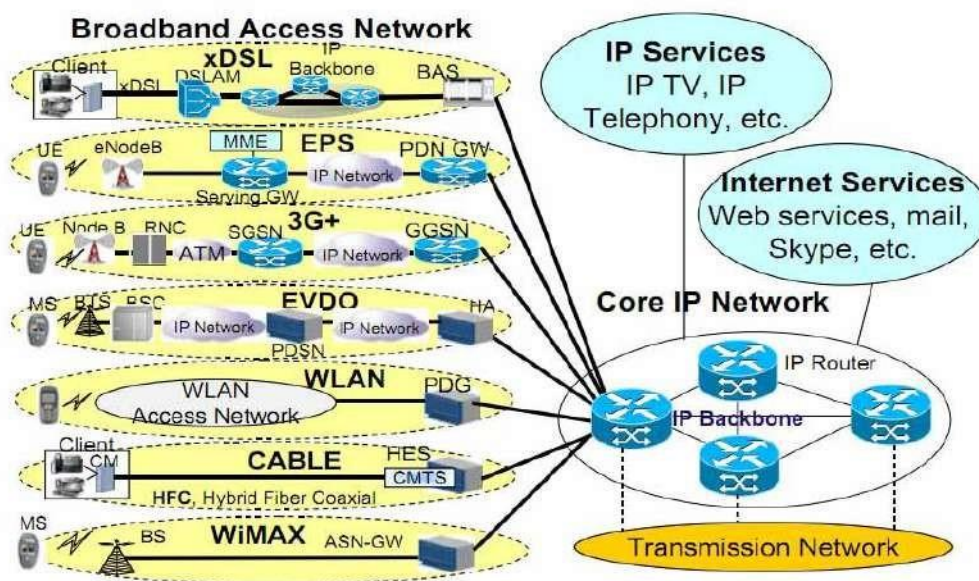 Broadband Access Network
xDSL
Client
xDSL
DSLAM
IP
Backbone
BAS
EPS
UE
eNodeB
MME
Serving GW
IP Network
PDN GW
3G+
UE
Node B
RNC
ATM
SGSN
IP Network
GGSN
EVDO
MS
BTS
BSC
IP Network
PDSN
IP Network
HA
WLAN
WLAN
Access Network
PDG
CABLE
Client
CM
HFC, Hybrid Fiber Coaxial
HES
CMTS
WiMAX
MS
BS
ASN-GW
IP Services
IP TV, IP
Telephony, etc.
Internet Services
Web services, mail,
Skype, etc.
Core IP Network
IP Router
IP Backbone
Transmission Network